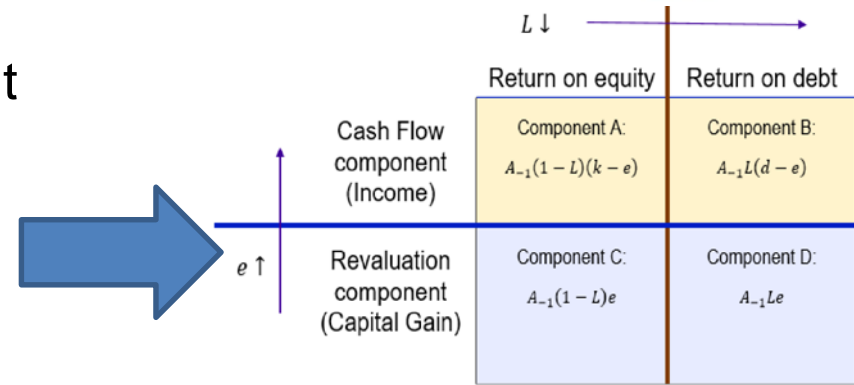 L ↓
t
Return on equity Return on debt
Cash Flow
component
(Income)
Component A:
A₋₁(1 − L)(k − e)
Component B:
A₋₁L(d − e)
e ↑
Revaluation
component
(Capital Gain)
Component C:
A₋₁(1 − L)e
Component D:
A₋₁Le